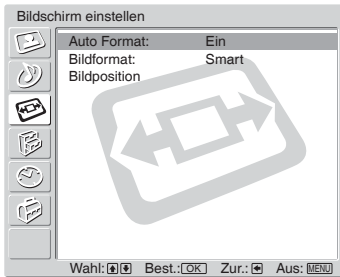 Bildschirm einstellen
Auto Format: Ein
Bildformat: Smart
Bildposition
Wahl: Best.: OK Zur.: Aus: MENU